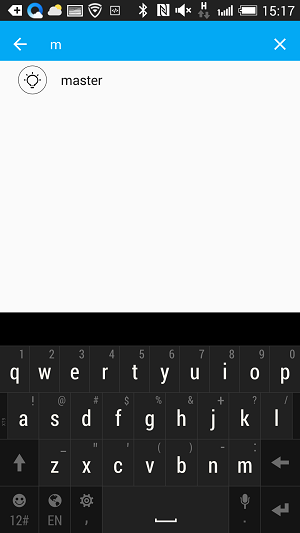 H
15:17
m
master
1 2 3 4 5 6 7 8 9 0
q w e r t y u i o p
! @ # $ % & + ? /
a s d f g h j k l
_ " ' ( ) - :
z x c v b n m
12# EN , .